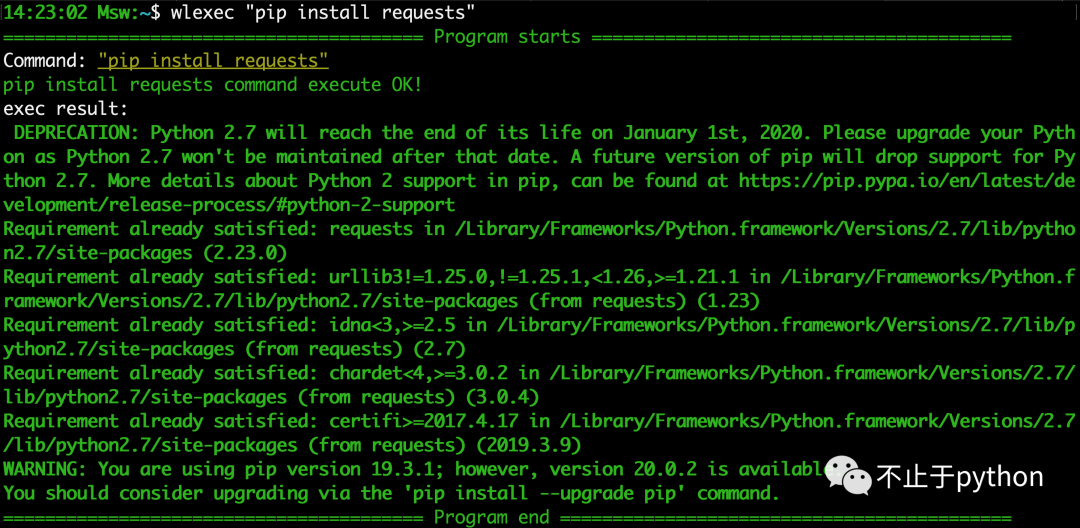 14:23:02 Msw:~$ wlexec "pip install requests"
======================================== Program starts ========================================
Command: "pip install requests"
pip install requests command execute OK!
exec result:
 DEPRECATION: Python 2.7 will reach the end of its life on January 1st, 2020. Please upgrade your Pyth
on as Python 2.7 won't be maintained after that date. A future version of pip will drop support for Py
thon 2.7. More details about Python 2 support in pip, can be found at https://pip.pypa.io/en/latest/de
velopment/release-process/#python-2-support
Requirement already satisfied: requests in /Library/Frameworks/Python.framework/Versions/2.7/lib/pytho
n2.7/site-packages (2.23.0)
Requirement already satisfied: urllib3!=1.25.0,!=1.25.1,<1.26,>=1.21.1 in /Library/Frameworks/Python.f
ramework/Versions/2.7/lib/python2.7/site-packages (from requests) (1.23)
Requirement already satisfied: idna<3,>=2.5 in /Library/Frameworks/Python.framework/Versions/2.7/lib/p
ython2.7/site-packages (from requests) (2.7)
Requirement already satisfied: chardet<4,>=3.0.2 in /Library/Frameworks/Python.framework/Versions/2.7/
lib/python2.7/site-packages (from requests) (3.0.4)
Requirement already satisfied: certifi>=2017.4.17 in /Library/Frameworks/Python.framework/Versions/2.7
/lib/python2.7/site-packages (from requests) (2019.3.9)
WARNING: You are using pip version 19.3.1; however, version 20.0.2 is availabl
不止于python
You should consider upgrading via the 'pip install --upgrade pip' command.
======================================== Program end ===========================================